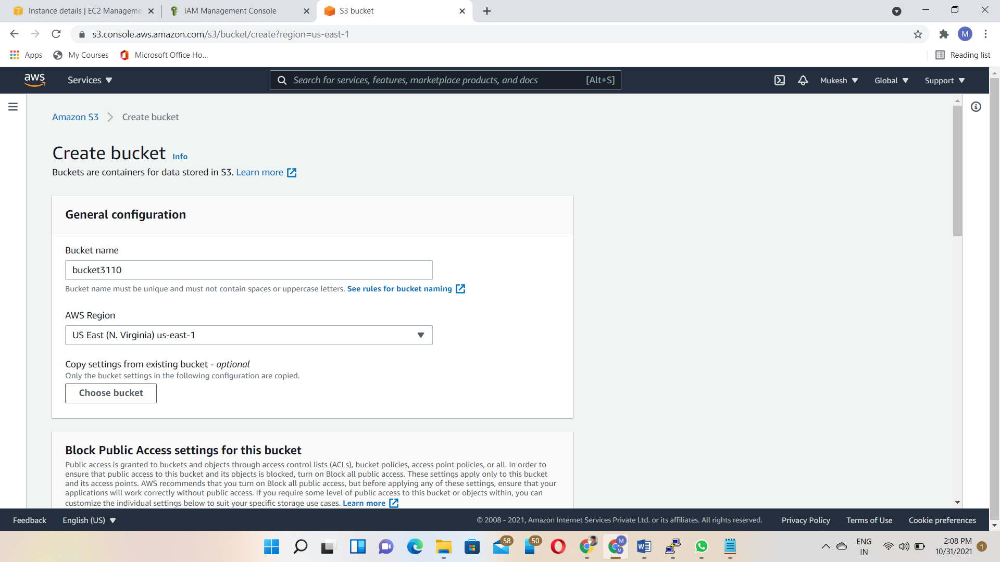 Instance details | EC2 Manageme
IAM Management Console
S3 bucket
s3.console.aws.amazon.com/s3/bucket/create?region=us-east-1
M
Apps
My Courses
Microsoft Office Ho...
Reading list
aws
Services
Search for services, features, marketplace products, and docs
[Alt+S]
Mukesh
Global
Support
Amazon S3
Create bucket
Create bucket Info
Buckets are containers for data stored in S3. Learn more
General configuration
Bucket name
bucket3110
Bucket name must be unique and must not contain spaces or uppercase letters. See rules for bucket naming
AWS Region
US East (N. Virginia) us-east-1
Copy settings from existing bucket - optional
Only the bucket settings in the following configuration are copied.
Choose bucket
Block Public Access settings for this bucket
Public access is granted to buckets and objects through access control lists (ACLs), bucket policies, access point policies, or all. In order to
ensure that public access to this bucket and its objects is blocked, turn on Block all public access. These settings apply only to this bucket
and its access points. AWS recommends that you turn on Block all public access, but before applying any of these settings, ensure that your
applications will work correctly without public access. If you require some level of public access to this bucket or objects within, you can
customize the individual settings below to suit your specific storage use cases. Learn more
Feedback
English (US)
© 2008 - 2021, Amazon Internet Services Private Ltd. or its affiliates. All rights reserved.
Privacy Policy
Terms of Use
Cookie preferences
58
50
M
M
W
ENG
IN
2:08 PM
10/31/2021
1